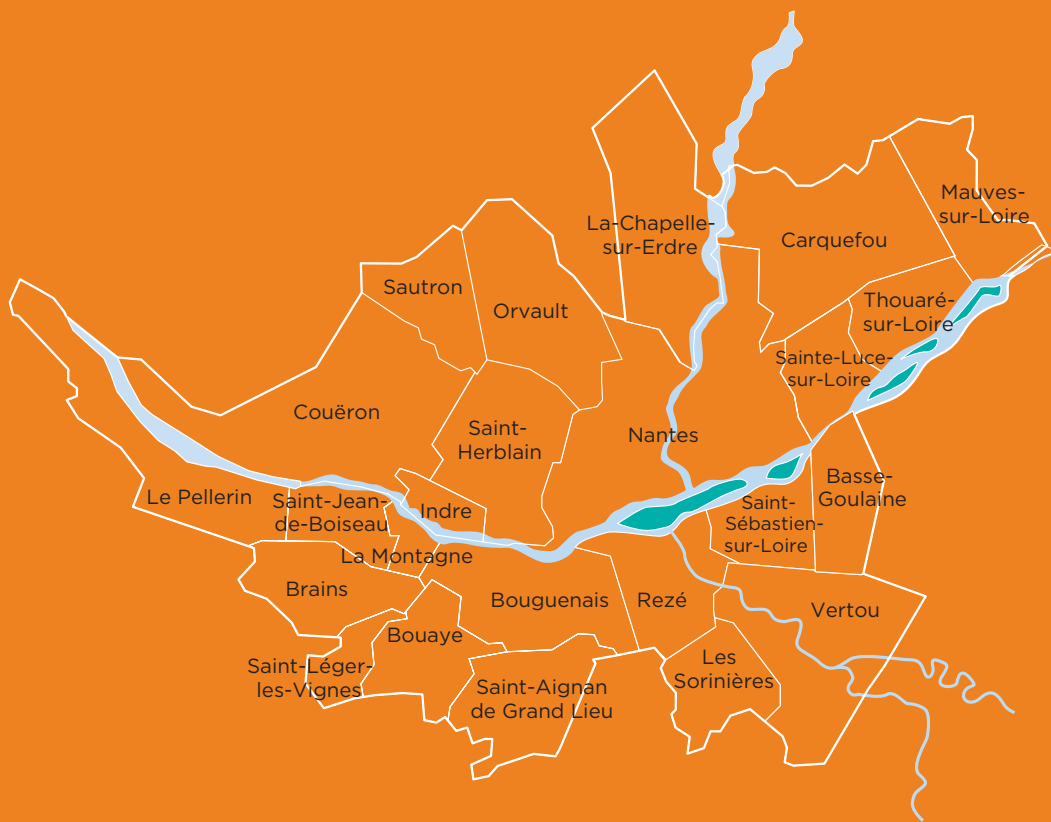 Mauves-
sur-Loire
La-Chapelle-
sur-Erdre
Carquefou
Sautron
Orvault
Thouaré-
sur-Loire
Sainte-Luce-
sur-Loire
Couëron
Saint-
Herblain
Nantes
Le Pellerin
Saint-Jean-
de-Boiseau
Indre
Basse-
Goulaine
Saint-
Sébastien-
sur-Loire
La Montagne
Brains
Bouguenais
Rezé
Vertou
Bouaye
Saint-Léger-
les-Vignes
Les
Sorinières
Saint-Aignan
de Grand Lieu